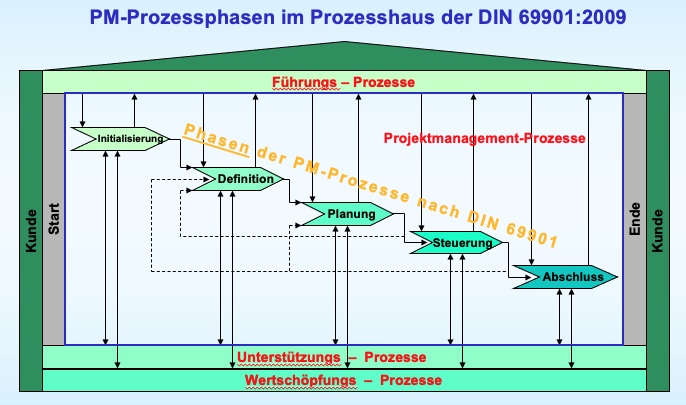 PM-Prozessphasen im Prozesshaus der DIN 69901:2009
Führungs – Prozesse
Initialisierung
Phasen der PM-Prozesse nach DIN 69901
Projektmanagement-Prozesse
Definition
Planung
Steuerung
Abschluss
Kunde
Start
Ende
Kunde
Unterstützungs – Prozesse
Wertschöpfungs – Prozesse